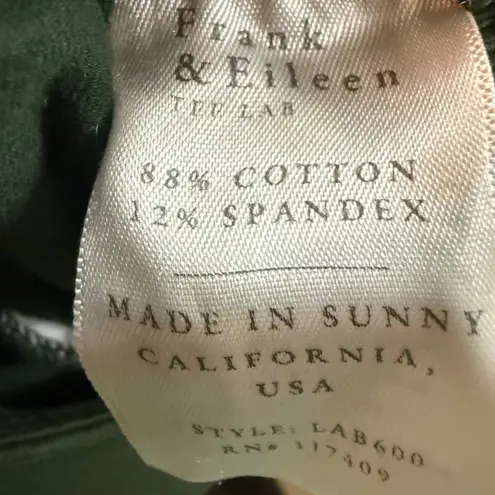 Frank
& Eileen
TEE LAB
88% COTTON
12% SPANDEX
MADE IN SUNNY
CALIFORNIA,
USA
STYLE: LAB600
RN# 117409